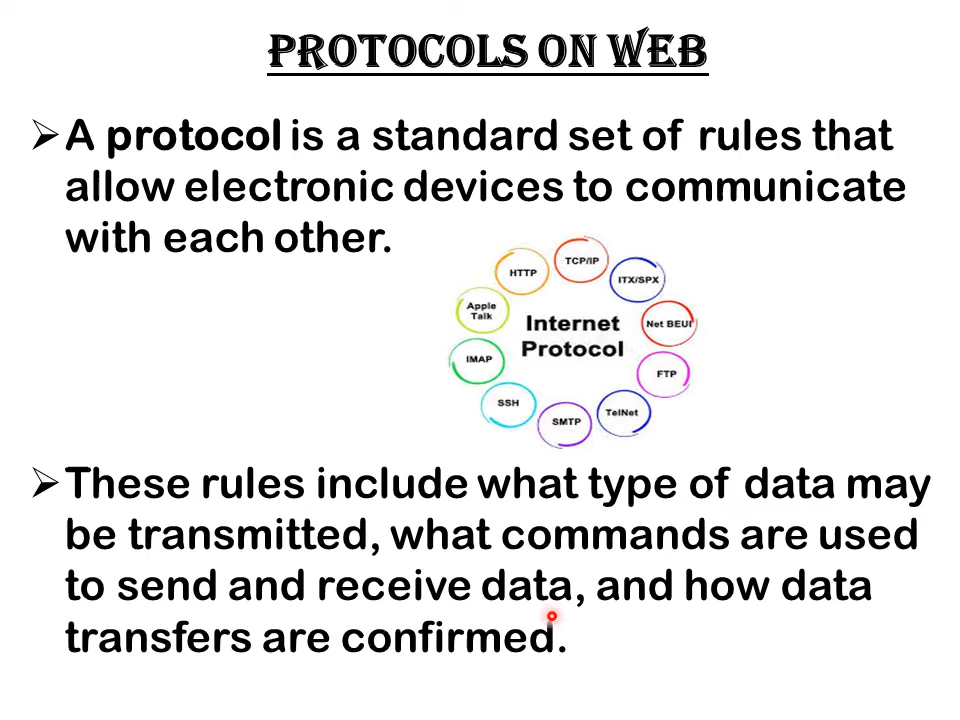 PROTOCOLS ON WEB
➢A protocol is a standard set of rules that
allow electronic devices to communicate
with each other.
TCP/IP
HTTP
ITX/SPX
Apple
Talk
Internet
Protocol
Net BEUI
IMAP
FTP
SSH
SMTP
TelNet
➢These rules include what type of data may
be transmitted, what commands are used
to send and receive data, and how data
transfers are confirmed.